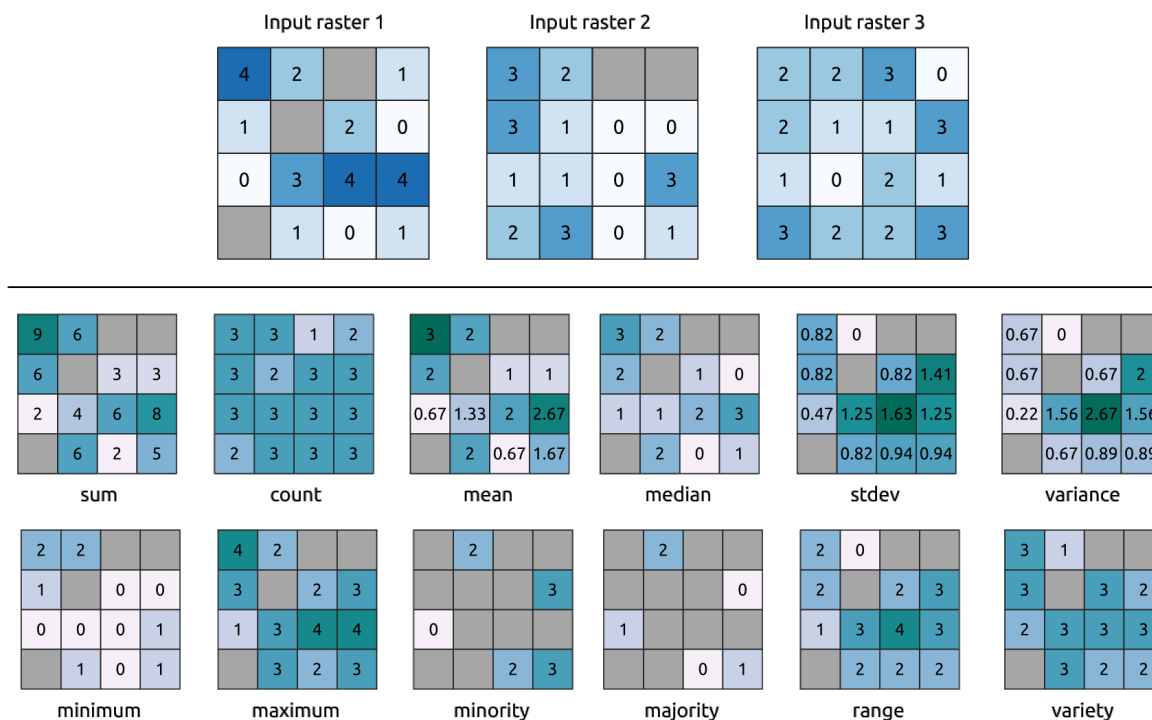 Input raster 1 Input raster 2 Input raster 3
4 2 1 3 2 2 2 3 0
1 2 0 3 1 0 0 2 1 1 3
0 3 4 4 1 1 0 3 1 0 2 1
1 0 1 2 3 0 1 3 2 2 3
9 6 3 3 1 2 3 2 3 2 0.82 0 0.67 0
6 3 3 3 2 3 3 2 1 1 2 1 0 0.82 0.82 1.41 0.67 0.67 2
2 4 6 8 3 3 3 3 0.67 1.33 2 2.67 1 1 2 3 0.47 1.25 1.63 1.25 0.22 1.56 2.67 1.56
6 2 5 2 3 3 3 2 0.67 1.67 2 0 1 0.82 0.94 0.94 0.67 0.89 0.89
sum count mean median stdev variance
2 2 4 2 2 2 2 0 3 1
1 0 0 3 2 3 3 0 2 2 3 3 3 2
0 0 0 1 1 3 4 4 0 1 1 3 4 3 2 3 3 3
1 0 1 3 2 3 2 3 0 1 2 2 2 3 2 2
minimum maximum minority majority range variety